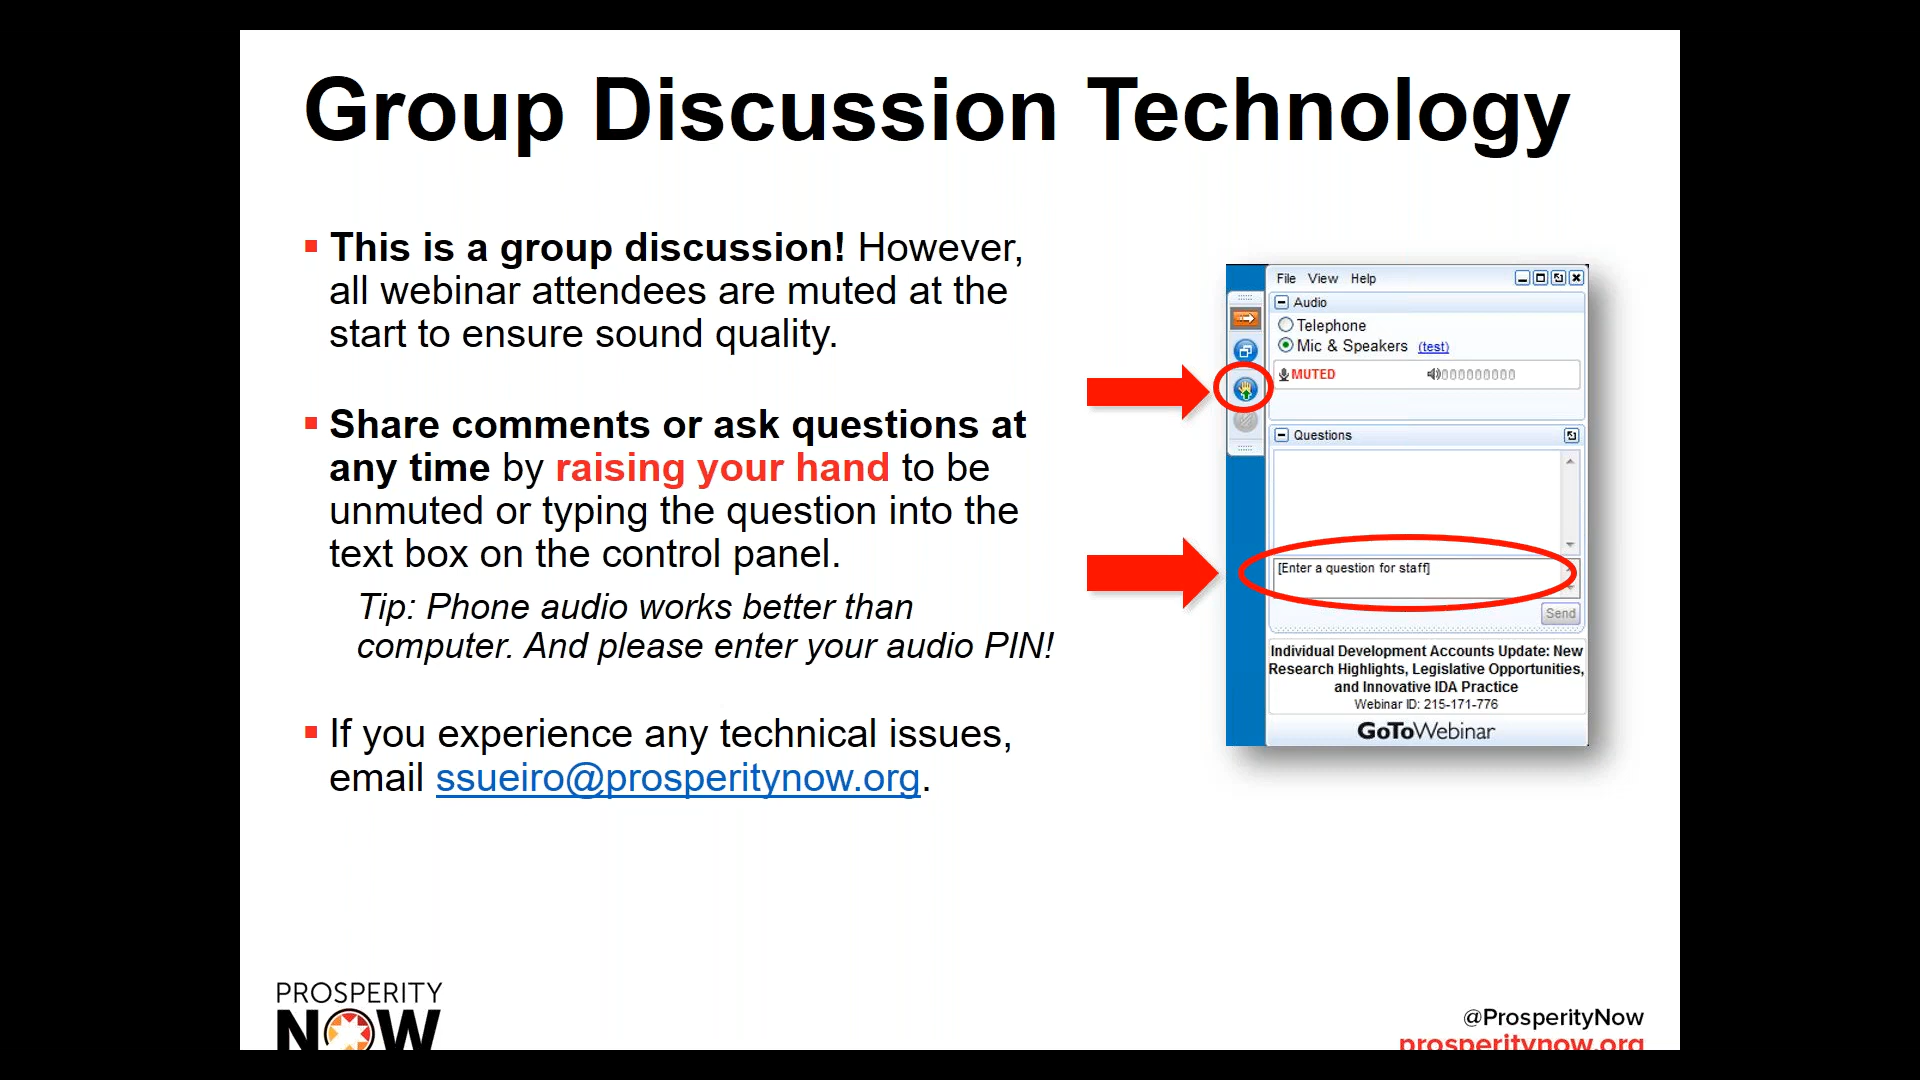 Group Discussion Technology
This is a group discussion! However,
all webinar attendees are muted at the
start to ensure sound quality.
Share comments or ask questions at
any time by raising your hand to be
unmuted or typing the question into the
text box on the control panel.
Tip: Phone audio works better than
computer. And please enter your audio PIN!
If you experience any technical issues,
email ssueiro@prosperitynow.org.
File View Help
Audio
Telephone
Mic & Speakers (test)
MUTED
Questions
[Enter a question for staff]
Send
Individual Development Accounts Update: New
Research Highlights, Legislative Opportunities,
and Innovative IDA Practice
Webinar ID: 215-171-776
GoToWebinar
PROSPERITY
NOW
@ProsperityNow
prosperitynow.org